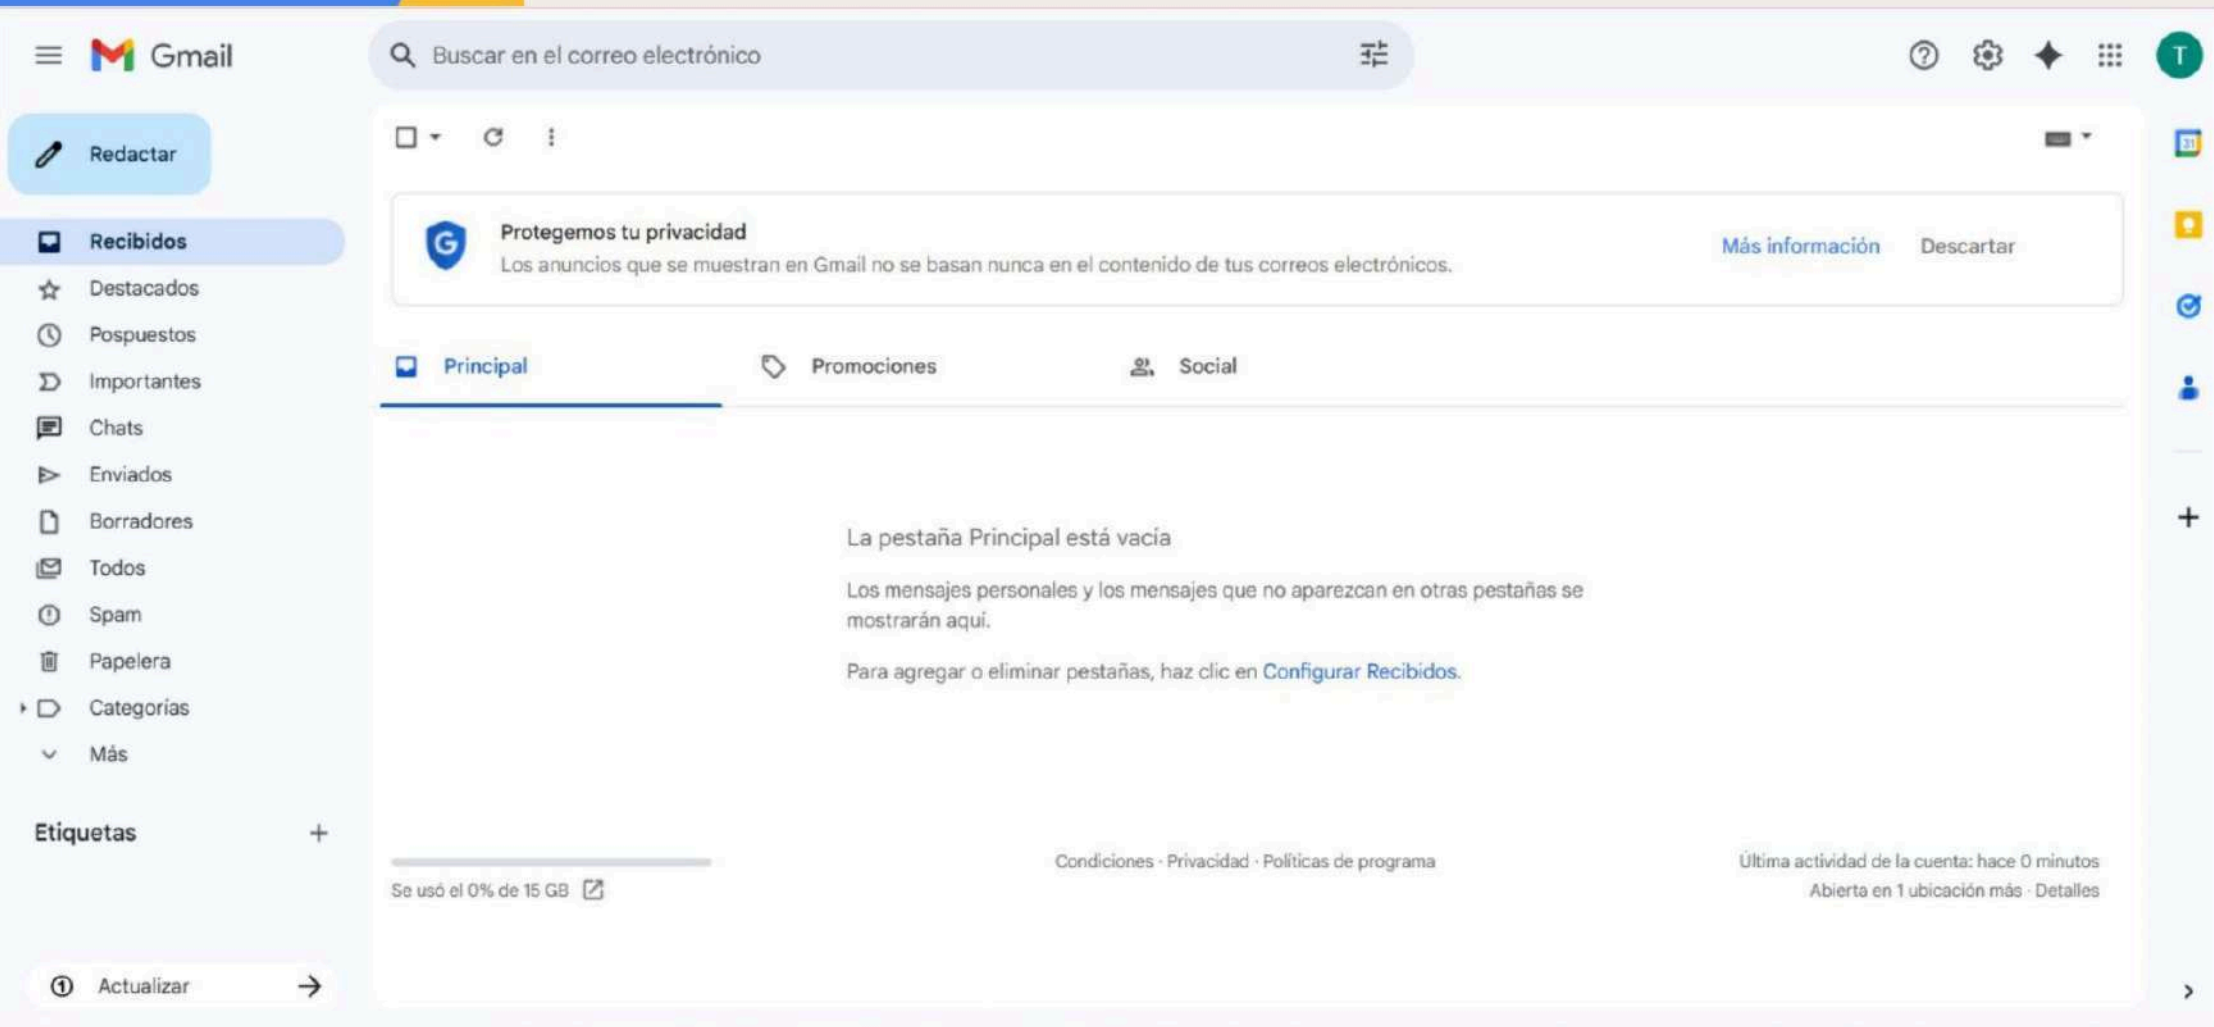 Gmail
Buscar en el correo electrónico
T
Redactar
31
Recibidos
Destacados
Pospuestos
Importantes
Chats
Enviados
Borradores
Todos
Spam
Papelera
Categorías
Más
Etiquetas
1 Actualizar
G
Protegemos tu privacidad
Los anuncios que se muestran en Gmail no se basan nunca en el contenido de tus correos electrónicos.
Más información Descartar
Principal Promociones Social
La pestaña Principal está vacía
Los mensajes personales y los mensajes que no aparezcan en otras pestañas se
mostrarán aquí.
Para agregar o eliminar pestañas, haz clic en Configurar Recibidos.
Se usó el 0% de 15 GB
Condiciones · Privacidad · Políticas de programa
Última actividad de la cuenta: hace 0 minutos
Abierta en 1 ubicación más · Detalles